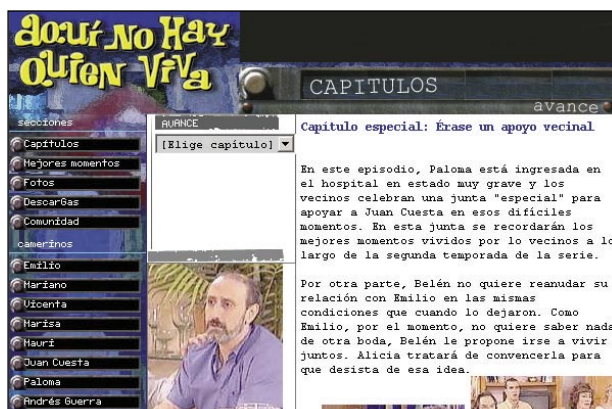 aquí No Hay
Quien Viva
CAPITULOS
avance
secciones
Capítulos
Mejores momentos
Fotos
DescarGas
Comunidad
camerinos
Emilio
Mariano
Vicenta
Marisa
Mauri
Juan Cuesta
Paloma
Andrés Guerra
AVANCE
[Elige capítulo]
Capítulo especial: Érase un apoyo vecinal
En este episodio, Paloma está ingresada en
el hospital en estado muy grave y los
vecinos celebran una junta "especial" para
apoyar a Juan Cuesta en esos difíciles
momentos. En esta junta se recordarán los
mejores momentos vividos por lo vecinos a lo
largo de la segunda temporada de la serie.
Por otra parte, Belén no quiere reanudar su
relación con Emilio en las mismas
condiciones que cuando lo dejaron. Como
Emilio, por el momento, no quiere saber nada
de otra boda, Belén le propone irse a vivir
juntos. Alicia tratará de convencerla para
que desista de esa idea.